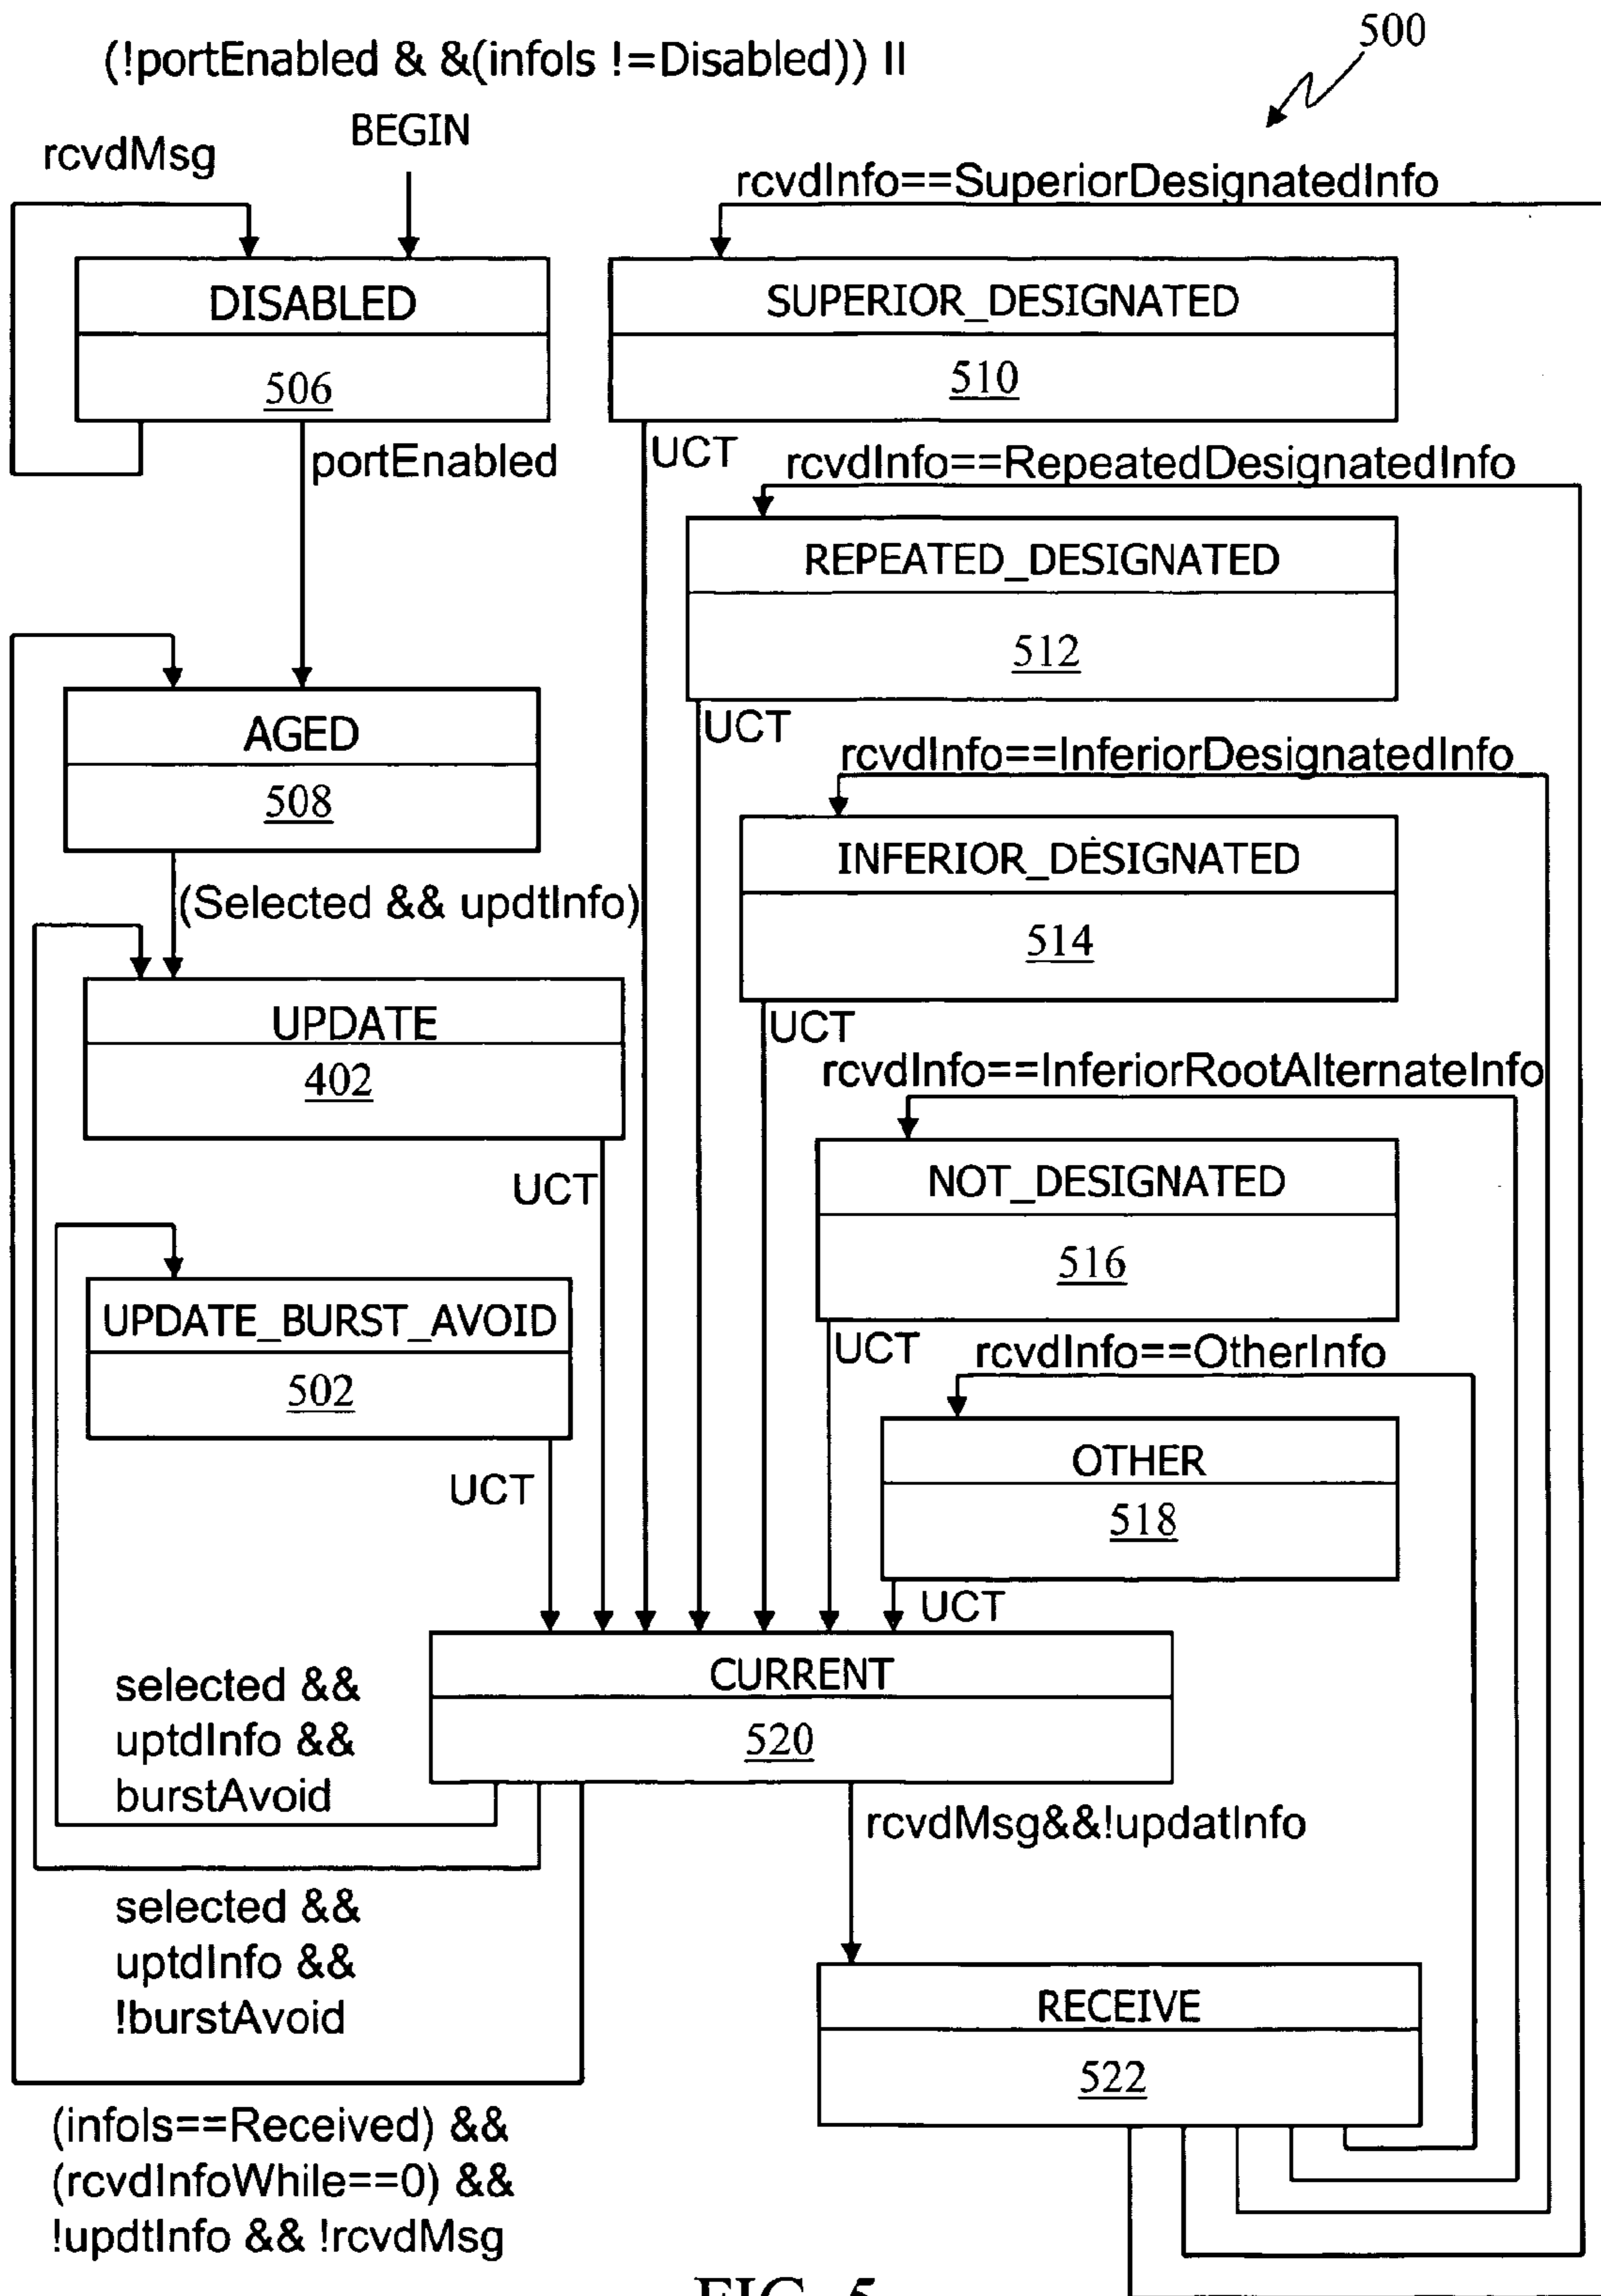 500
(!portEnabled & &(infoIs !=Disabled)) II
BEGIN
rcvdMsg
rcvdInfo==SuperiorDesignatedInfo
DISABLED
506
SUPERIOR_DESIGNATED
510
portEnabled
UCT
rcvdInfo==RepeatedDesignatedInfo
REPEATED_DESIGNATED
512
AGED
508
UCT
rcvdInfo==InferiorDesignatedInfo
INFERIOR_DESIGNATED
514
(Selected && updtInfo)
UPDATE
402
UCT
rcvdInfo==InferiorRootAlternateInfo
NOT_DESIGNATED
516
UCT
UPDATE_BURST_AVOID
502
UCT
rcvdInfo==OtherInfo
OTHER
518
UCT
UCT
CURRENT
520
selected &&
uptdInfo &&
burstAvoid
rcvdMsg&&!updatInfo
selected &&
uptdInfo &&
!burstAvoid
RECEIVE
522
(infoIs==Received) &&
(rcvdInfoWhile==0) &&
!updtInfo && !rcvdMsg
FIG. 5